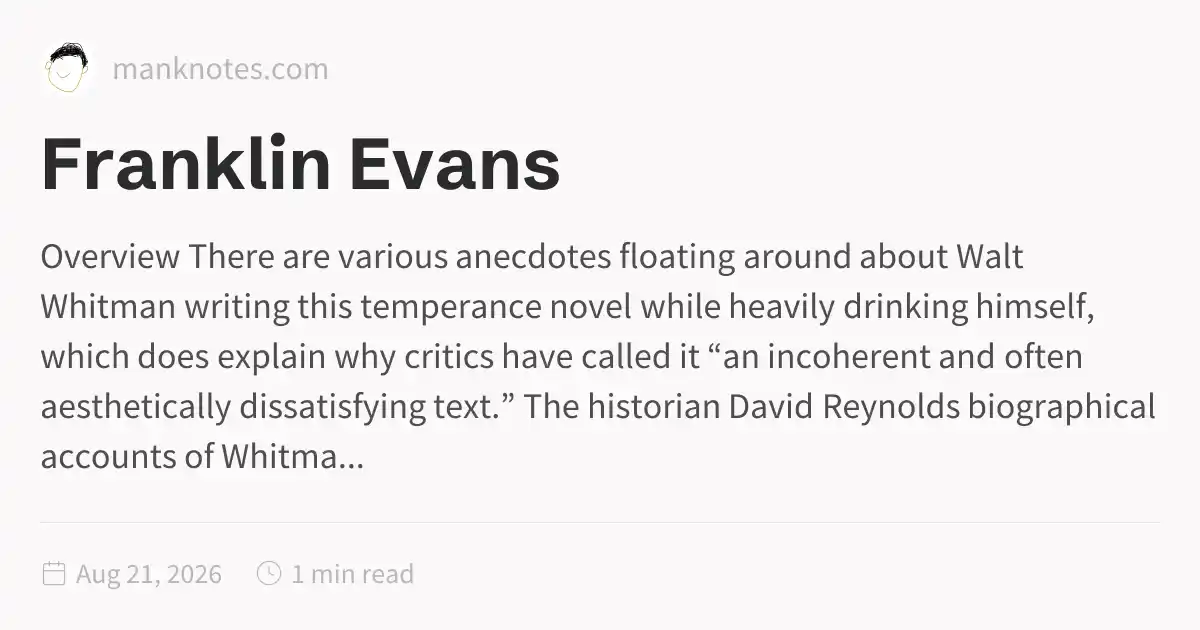 manknotes.com
Franklin Evans
Overview There are various anecdotes floating around about Walt
Whitman writing this temperance novel while heavily drinking himself,
which does explain why critics have called it “an incoherent and often
aesthetically dissatisfying text.” The historian David Reynolds biographical
accounts of Whitma...
Aug 21, 2026 1 min read